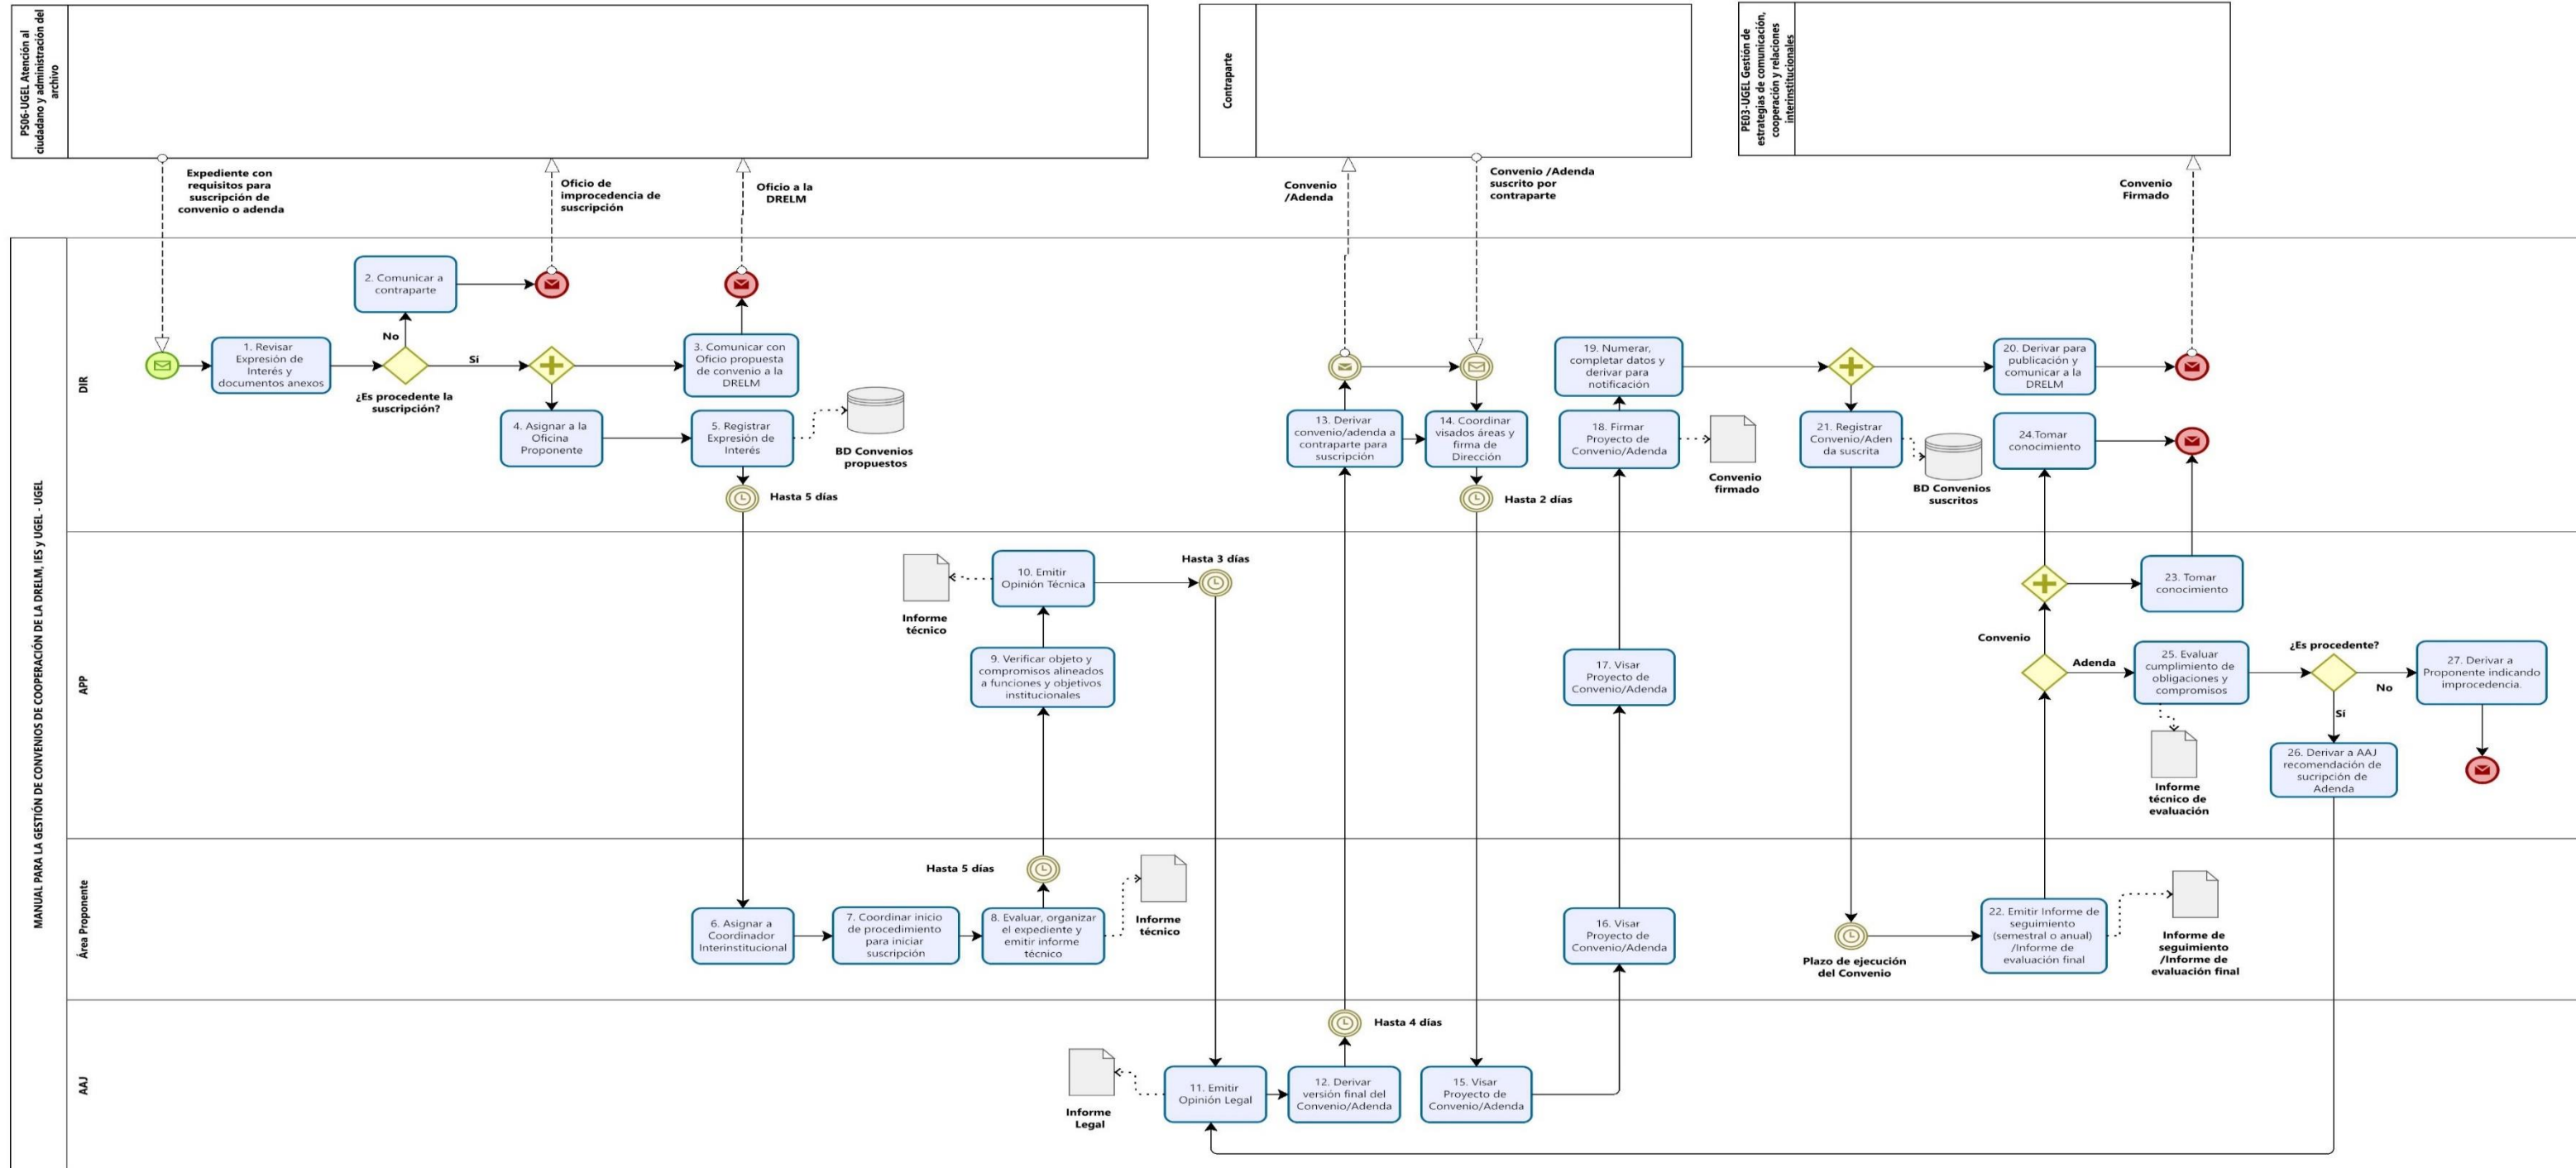 PS06-UGEL Atención al
ciudadano y administración del
archivo
Contraparte
PE03-UGEL Gestión de
estrategias de comunicación,
cooperación y relaciones
interinstitucionales
Expediente con
requisitos para
suscripción de
convenio o adenda
Oficio de
improcedencia de
suscripción
Oficio a la
DRELM
Convenio
/Adenda
Convenio /Adenda
suscrito por
contraparte
Convenio
Firmado
MANUAL PARA LA GESTIÓN DE CONVENIOS DE COOPERACIÓN DE LA DRELM, IES y UGEL - UGEL
DIR
2. Comunicar a
contraparte
No
1. Revisar
Expresión de
Interés y
documentos anexos
Sí
¿Es procedente la
suscripción?
3. Comunicar con
Oficio propuesta
de convenio a la
DRELM
4. Asignar a la
Oficina
Proponente
5. Registrar
Expresión de
Interés
BD Convenios
propuestos
Hasta 5 días
13. Derivar
convenio/adenda a
contraparte para
suscripción
14. Coordinar
visados áreas y
firma de
Dirección
Hasta 2 días
19. Numerar,
completar datos y
derivar para
notificación
18. Firmar
Proyecto de
Convenio/Adenda
Convenio
firmado
20. Derivar para
publicación y
comunicar a la
DRELM
21. Registrar
Convenio/Aden
da suscrita
BD Convenios
suscritos
24.Tomar
conocimiento
APP
Informe
técnico
10. Emitir
Opinión Técnica
Hasta 3 días
9. Verificar objeto y
compromisos alineados
a funciones y objetivos
institucionales
17. Visar
Proyecto de
Convenio/Adenda
23. Tomar
conocimiento
Convenio
Adenda
25. Evaluar
cumplimiento de
obligaciones y
compromisos
¿Es procedente?
No
27. Derivar a
Proponente indicando
improcedencia.
Sí
Informe
técnico de
evaluación
26. Derivar a AAJ
recomendación de
sucripción de
Adenda
Área Proponente
Hasta 5 días
6. Asignar a
Coordinador
Interinstitucional
7. Coordinar inicio
de procedimiento
para iniciar
suscripción
8. Evaluar, organizar
el expediente y
emitir informe
técnico
Informe
técnico
16. Visar
Proyecto de
Convenio/Adenda
Plazo de ejecución
del Convenio
22. Emitir Informe de
seguimiento
(semestral o anual)
/Informe de
evaluación final
Informe de
seguimiento
/Informe de
evaluación final
AAJ
Hasta 4 días
Informe
Legal
11. Emitir
Opinión Legal
12. Derivar
versión final del
Convenio/Adenda
15. Visar
Proyecto de
Convenio/Adenda